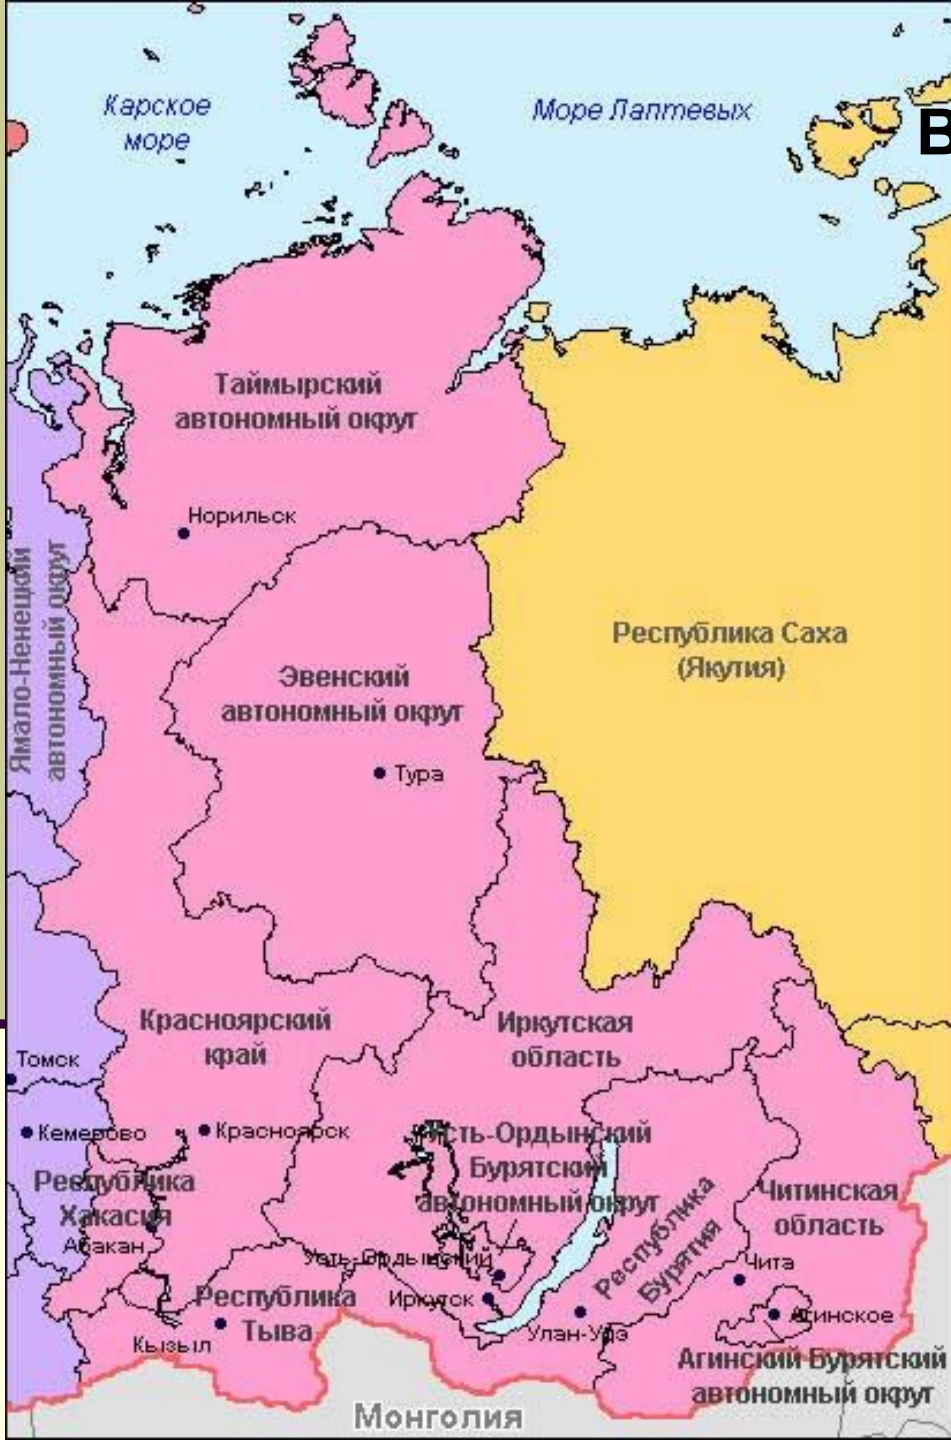 Карское
море
Море Лаптевых
В
Таймырский
автономный округ
Норильск
Ямало-Ненецкий
автономный округ
Республика Саха
(Якутия)
Эвенский
автономный округ
Тура
Красноярский
край
Иркутская
область
Томск
Кемерово
Красноярск
Усть-Ордынский
Бурятский
автономный округ
Республика
Хакасия
Абакан
Читинская
область
Республика
Бурятия
Усть-Ордынский
Чита
Республика
Тыва
Иркутск
Кызыл
Улан-Удэ
Агинское
Агинский Бурятский
автономный округ
Монголия